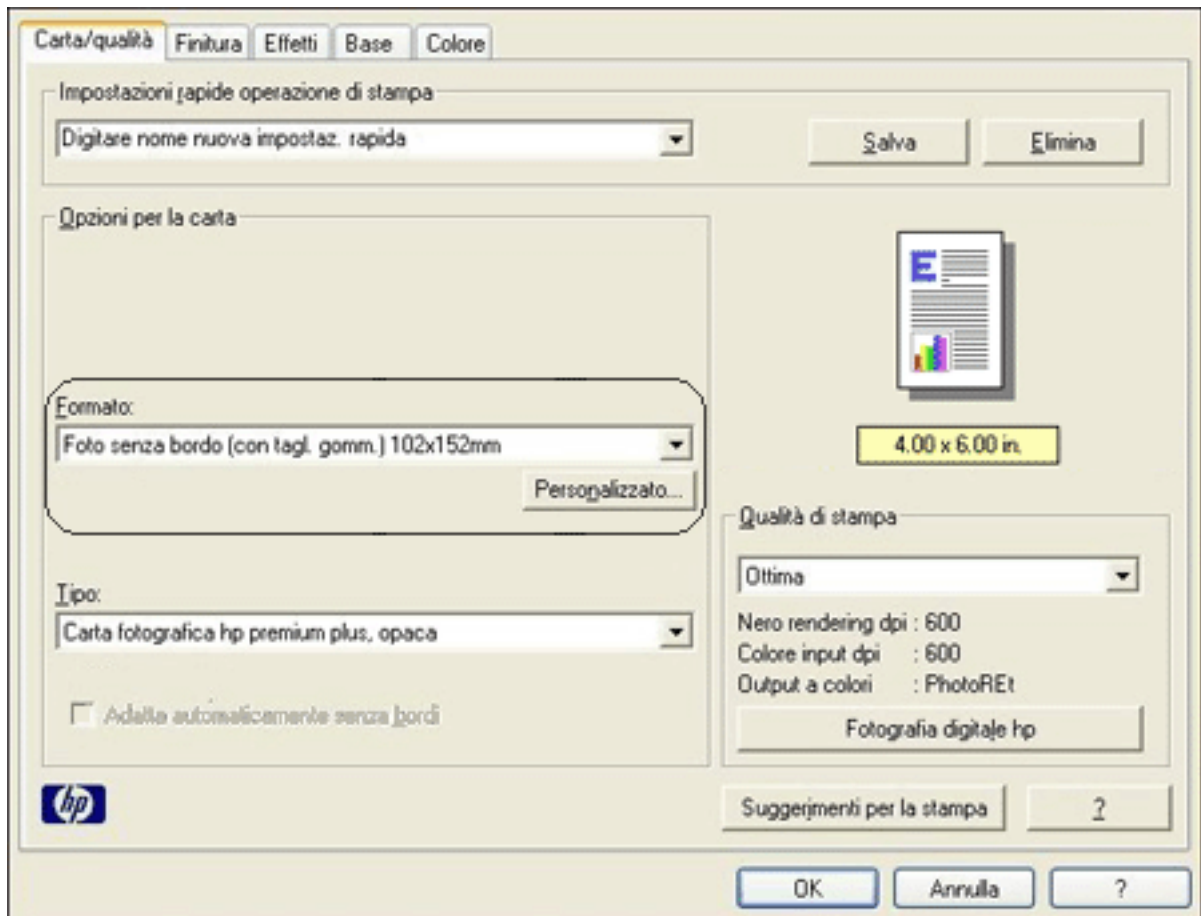 Carta/qualità Finitura Effetti Base Colore
Impostazioni rapide operazione di stampa
Digitare nome nuova impostaz. rapida
Salva Elimina
Opzioni per la carta
E
Formato:
Foto senza bordo (con tagl. gomm.) 102x152mm
4.00 x 6.00 in.
Personalizzato...
Qualità di stampa
Ottima
Tipo:
Carta fotografica hp premium plus, opaca
Nero rendering dpi : 600
Colore input dpi : 600
Output a colori : PhotoREt
Adatta automaticamente senza bordi
Fotografia digitale hp
hp
Suggerimenti per la stampa ?
OK Annulla ?